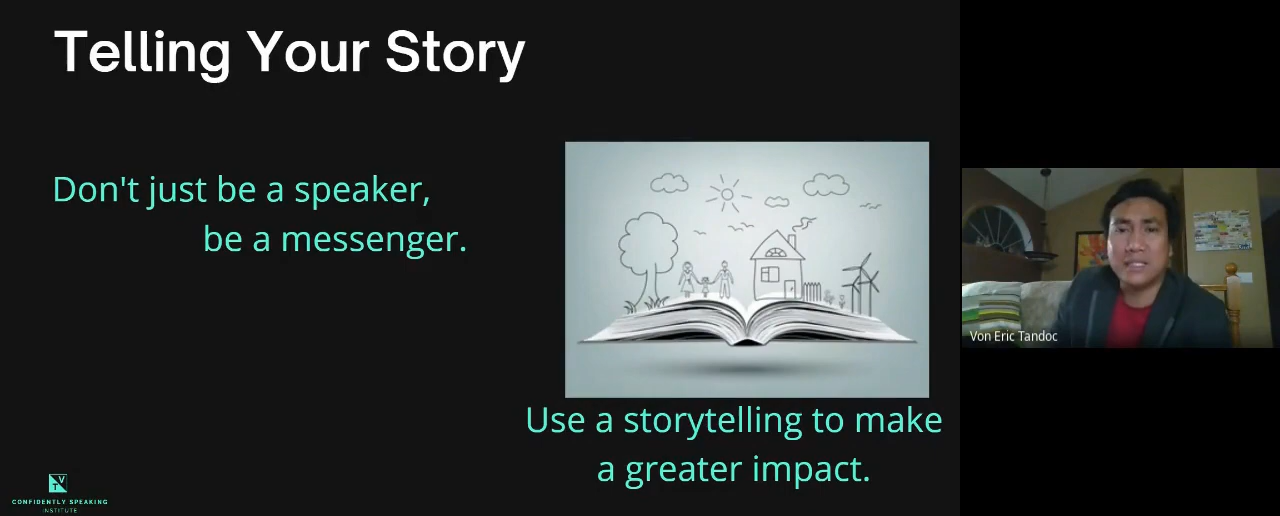 Telling Your Story
Don't just be a speaker,
be a messenger.
Use a storytelling to make
a greater impact.
Von Eric Tandoc
V
T
CONFIDENTLY SPEAKING
INSTITUTE